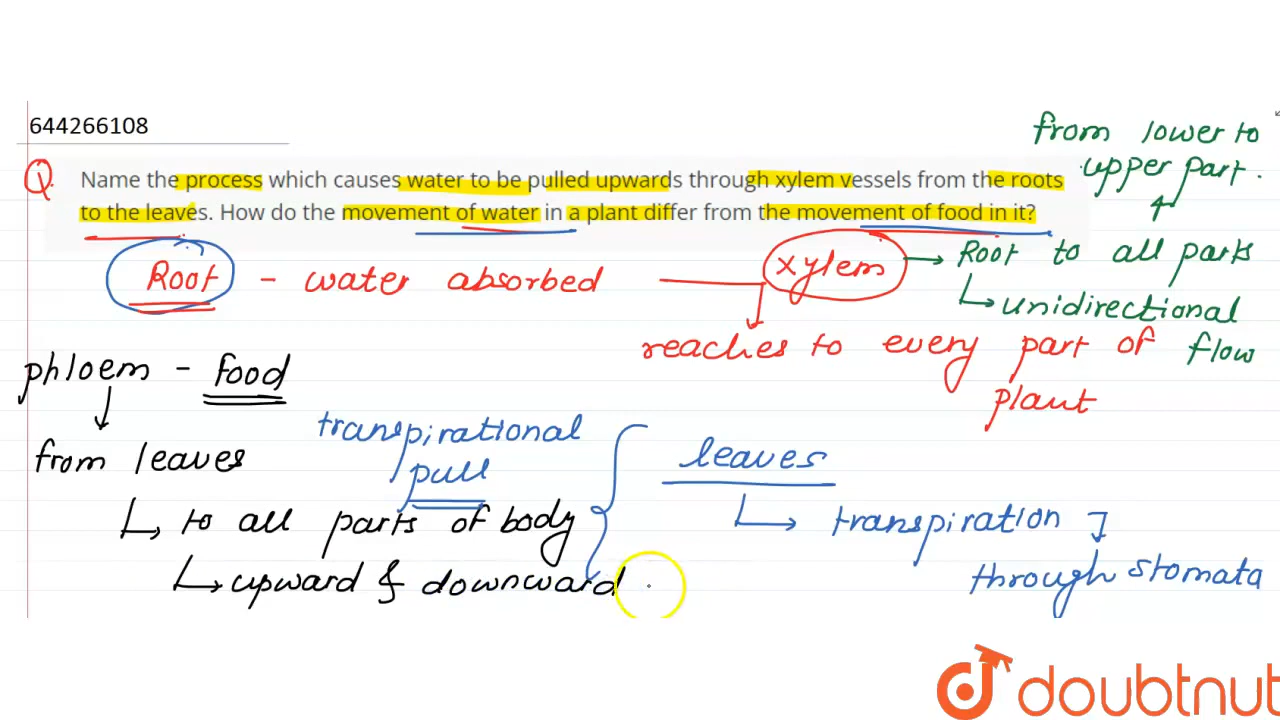 644266108
from lower to
upper part.
Q. Name the process which causes water to be pulled upwards through xylem vessels from the roots
to the leaves. How do the movement of water in a plant differ from the movement of food in it?
Root - water absorbed xylem → Root to all parts
unidirectional
flow
reaches to every part of
plant
phloem - food
from leaves
to all parts of body
upward & downward
transpirational
pull
leaves
transpiration
through stomata
doubtnut